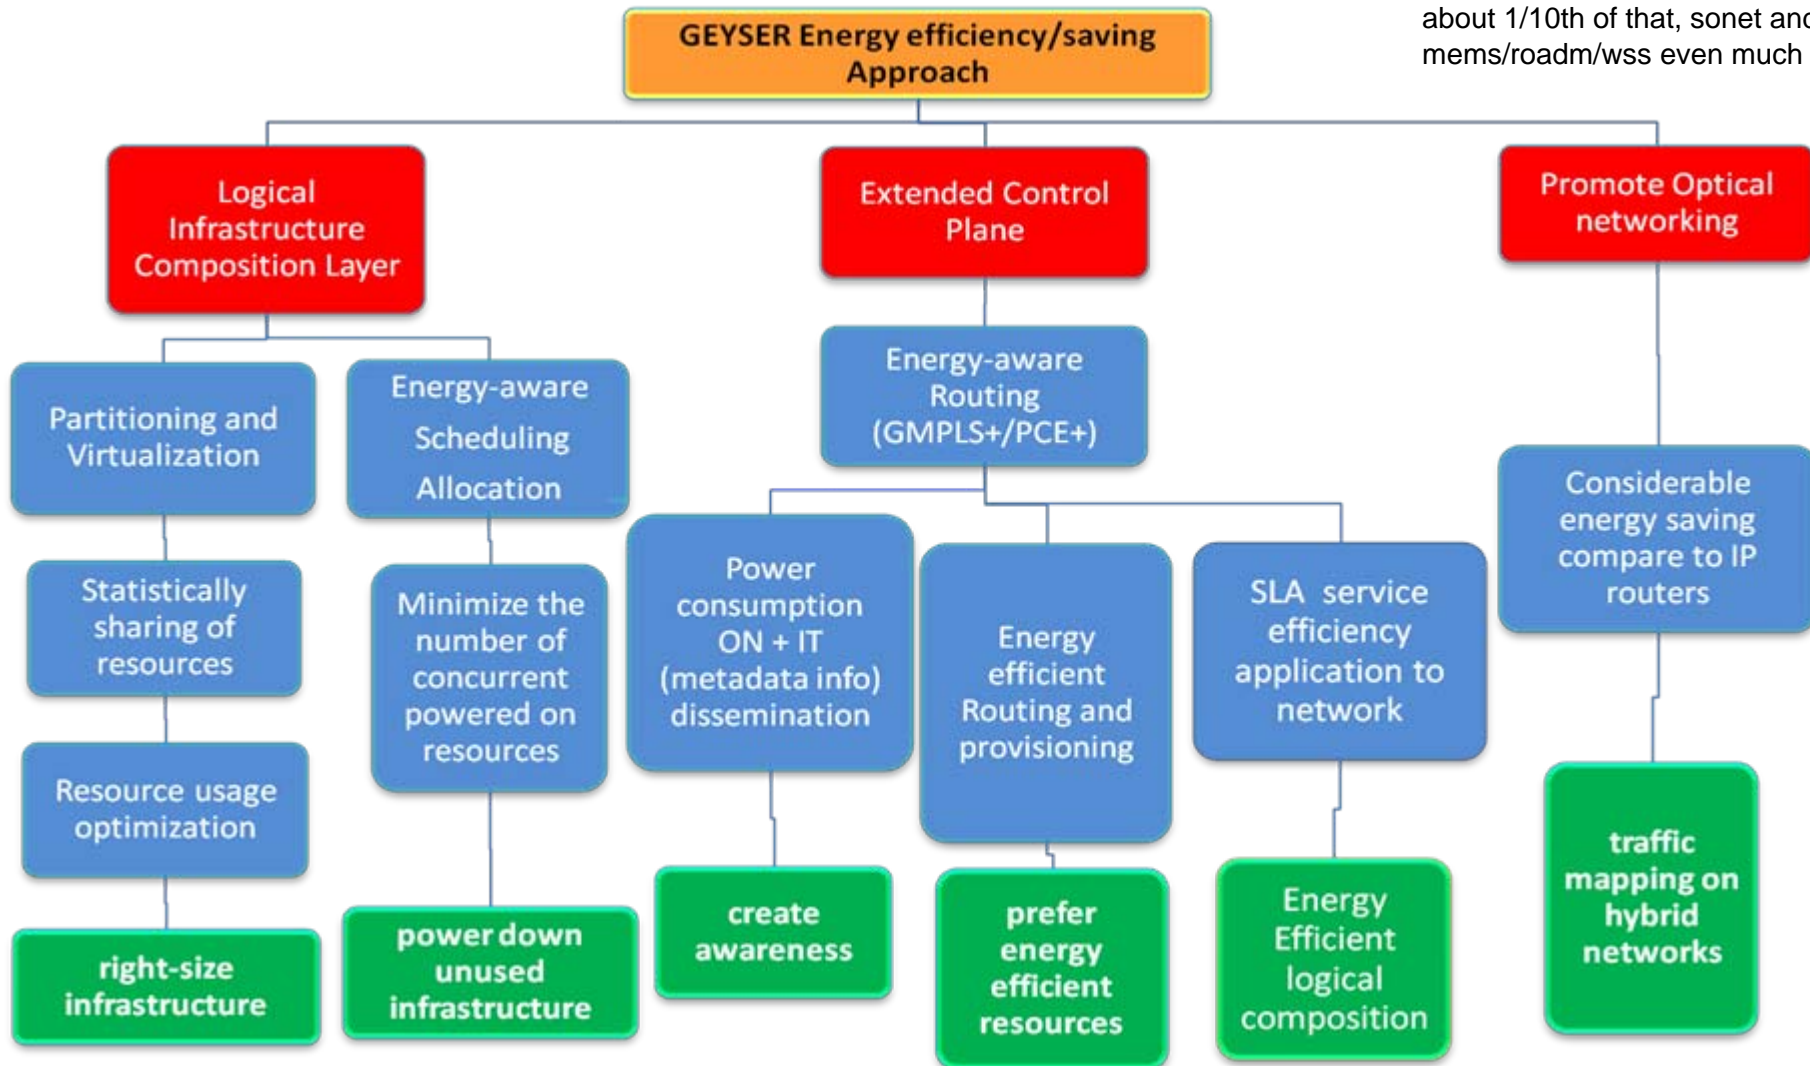 about 1/10th of that, sonet and
mems/roadm/wss even much
GEYSER Energy efficiency/saving
Approach
Logical
Infrastructure
Composition Layer
Extended Control
Plane
Promote Optical
networking
Partitioning and
Virtualization
Energy-aware
Scheduling
Allocation
Energy-aware
Routing
(GMPLS+/PCE+)
Considerable
energy saving
compare to IP
routers
Statistically
sharing of
resources
Minimize the
number of
concurrent
powered on
resources
Power
consumption
ON + IT
(metadata info)
dissemination
Energy
efficient
Routing and
provisioning
SLA service
efficiency
application to
network
Resource usage
optimization
right-size
infrastructure
power down
unused
infrastructure
create
awareness
prefer
energy
efficient
resources
Energy
Efficient
logical
composition
traffic
mapping on
hybrid
networks